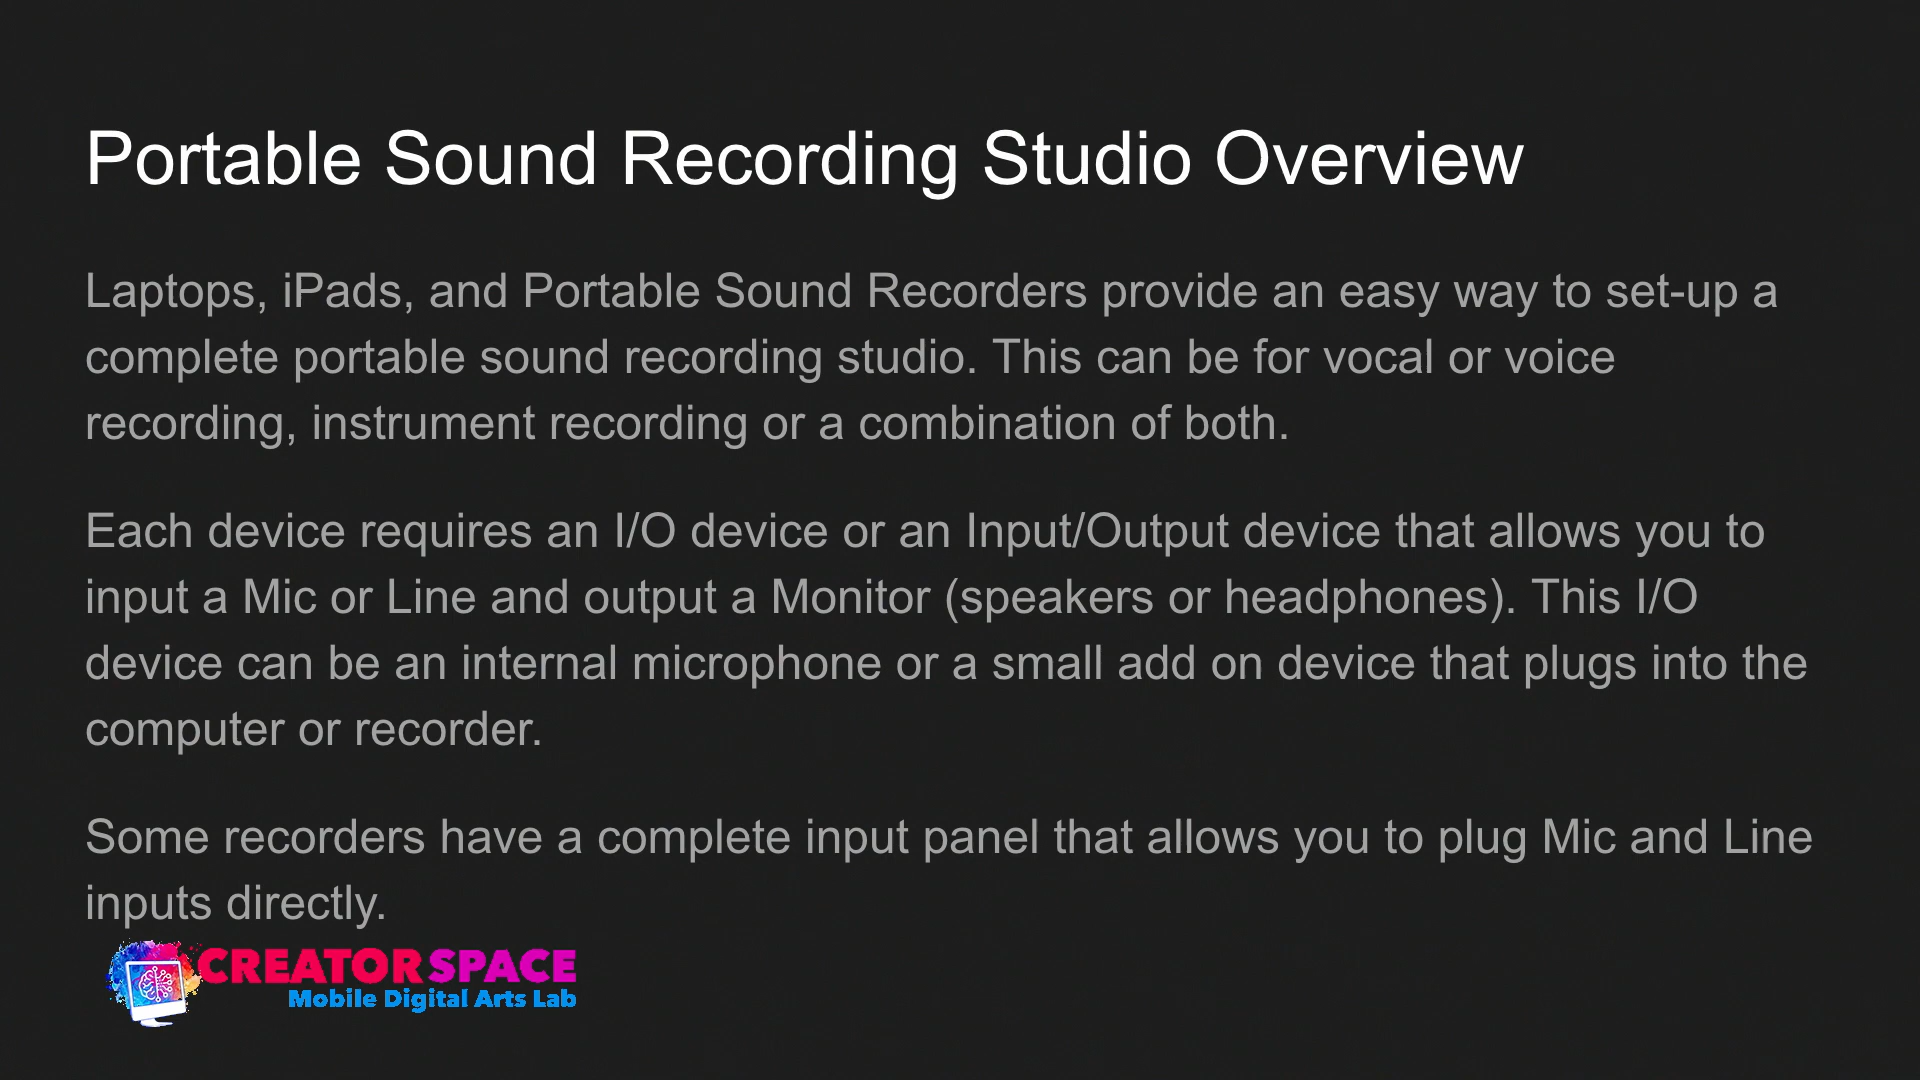 Portable Sound Recording Studio Overview
Laptops, iPads, and Portable Sound Recorders provide an easy way to set-up a
complete portable sound recording studio. This can be for vocal or voice
recording, instrument recording or a combination of both.
Each device requires an I/O device or an Input/Output device that allows you to
input a Mic or Line and output a Monitor (speakers or headphones). This I/O
device can be an internal microphone or a small add on device that plugs into the
computer or recorder.
Some recorders have a complete input panel that allows you to plug Mic and Line
inputs directly.
CREATORSPACE
Mobile Digital Arts Lab